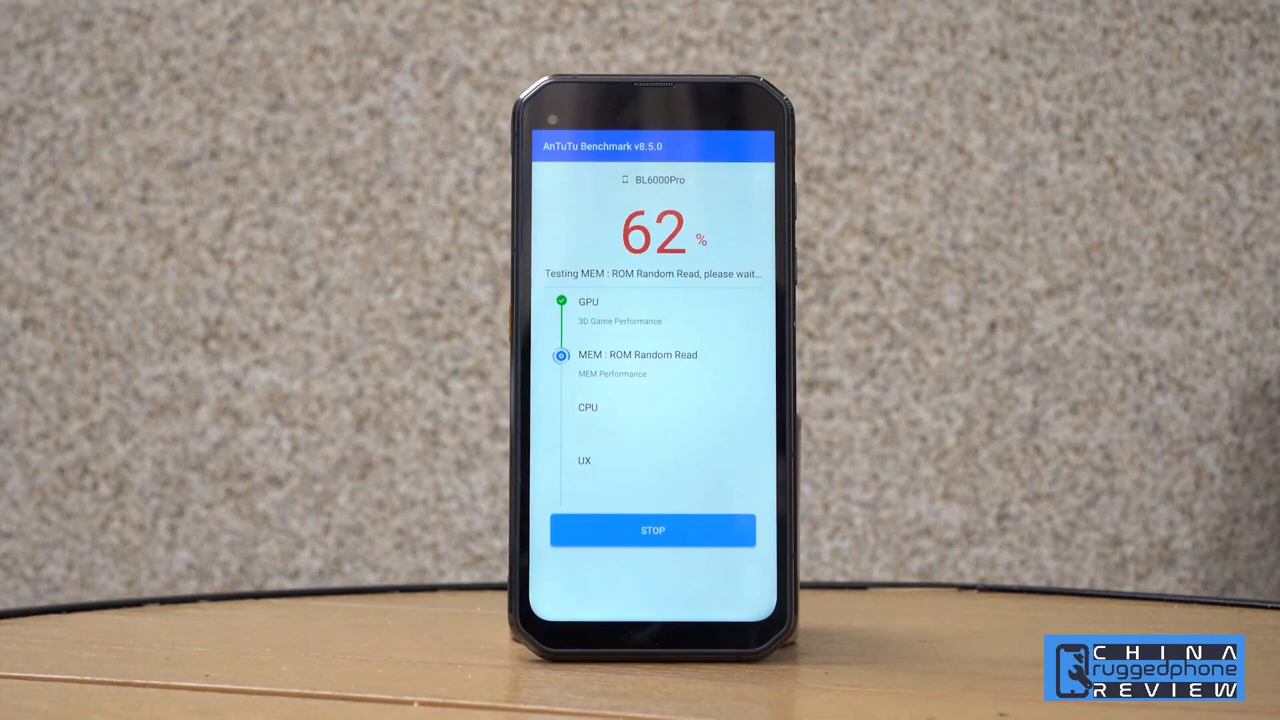 AnTuTu Benchmark v8.5.0
BL6000Pro
62 %
Testing MEM : ROM Random Read, please wait...
GPU
3D Game Performance
MEM : ROM Random Read
MEM Performance
CPU
UX
STOP
CHINA
ruggedphone
REVIEW